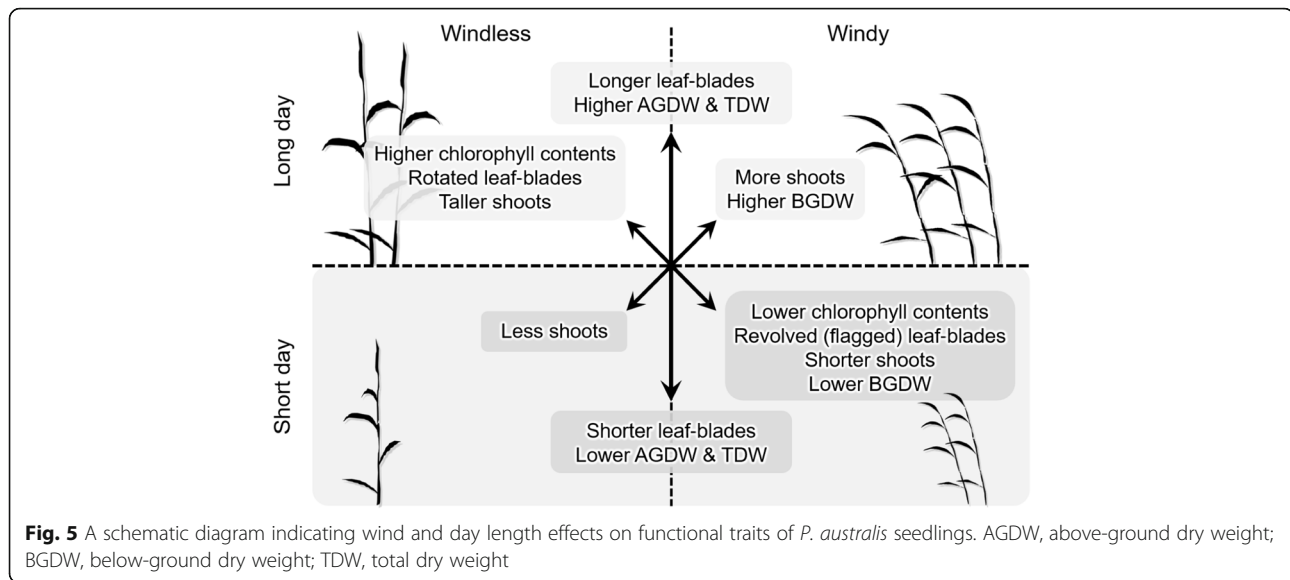 Windless
Windy
Long day
Longer leaf-blades
Higher AGDW & TDW
Higher chlorophyll contents
Rotated leaf-blades
Taller shoots
More shoots
Higher BGDW
Short day
Less shoots
Lower chlorophyll contents
Revolved (flagged) leaf-blades
Shorter shoots
Lower BGDW
Shorter leaf-blades
Lower AGDW & TDW
Fig. 5 A schematic diagram indicating wind and day length effects on functional traits of P. australis seedlings. AGDW, above-ground dry weight;
BGDW, below-ground dry weight; TDW, total dry weight